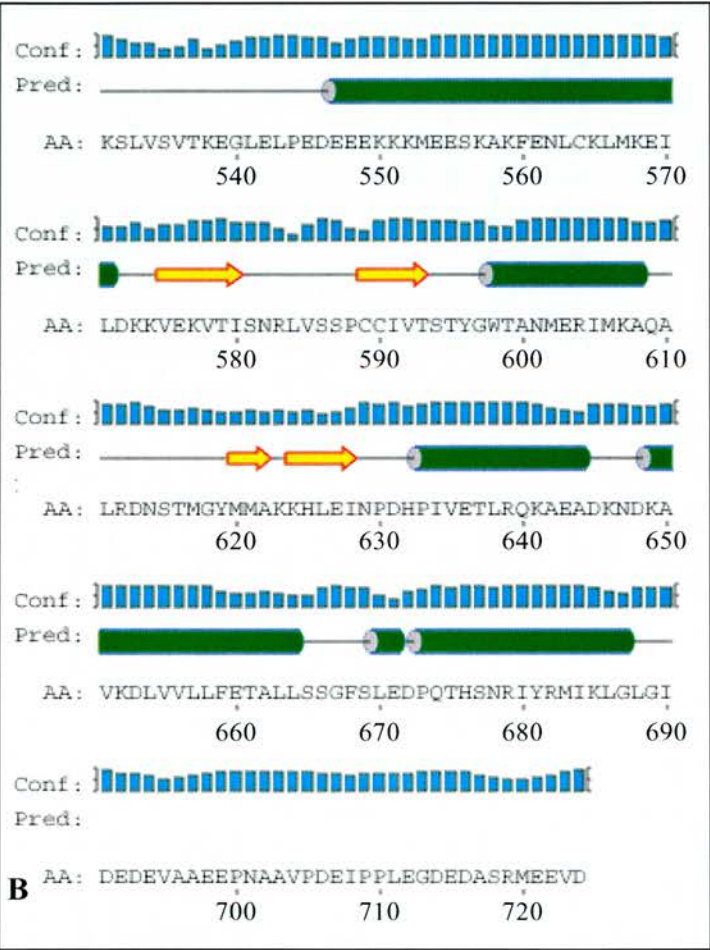 Conf:
Pred:
AA: KSLVSVTKEGLELPEDEEEKKKMEESKAKFENLCKLMKEI
540 550 560 570
Conf:
Pred:
AA: LDKKVEKVTISNRLVSSPCCIVTSTYGWTANMERIMKAQA
580 590 600 610
Conf:
Pred:
AA: LRDNSTMGYMMAKKHLEINPDHPIVETLRQKAEADKNDKA
620 630 640 650
Conf:
Pred:
AA: VKDLVVLLFETALLSSGFSLEDPQTHSNRIYRMIKLGLGI
660 670 680 690
Conf:
Pred:
B AA: DEDEVAAEEPNAAVPDEIPPLEGDEDASRMEEVD
700 710 720